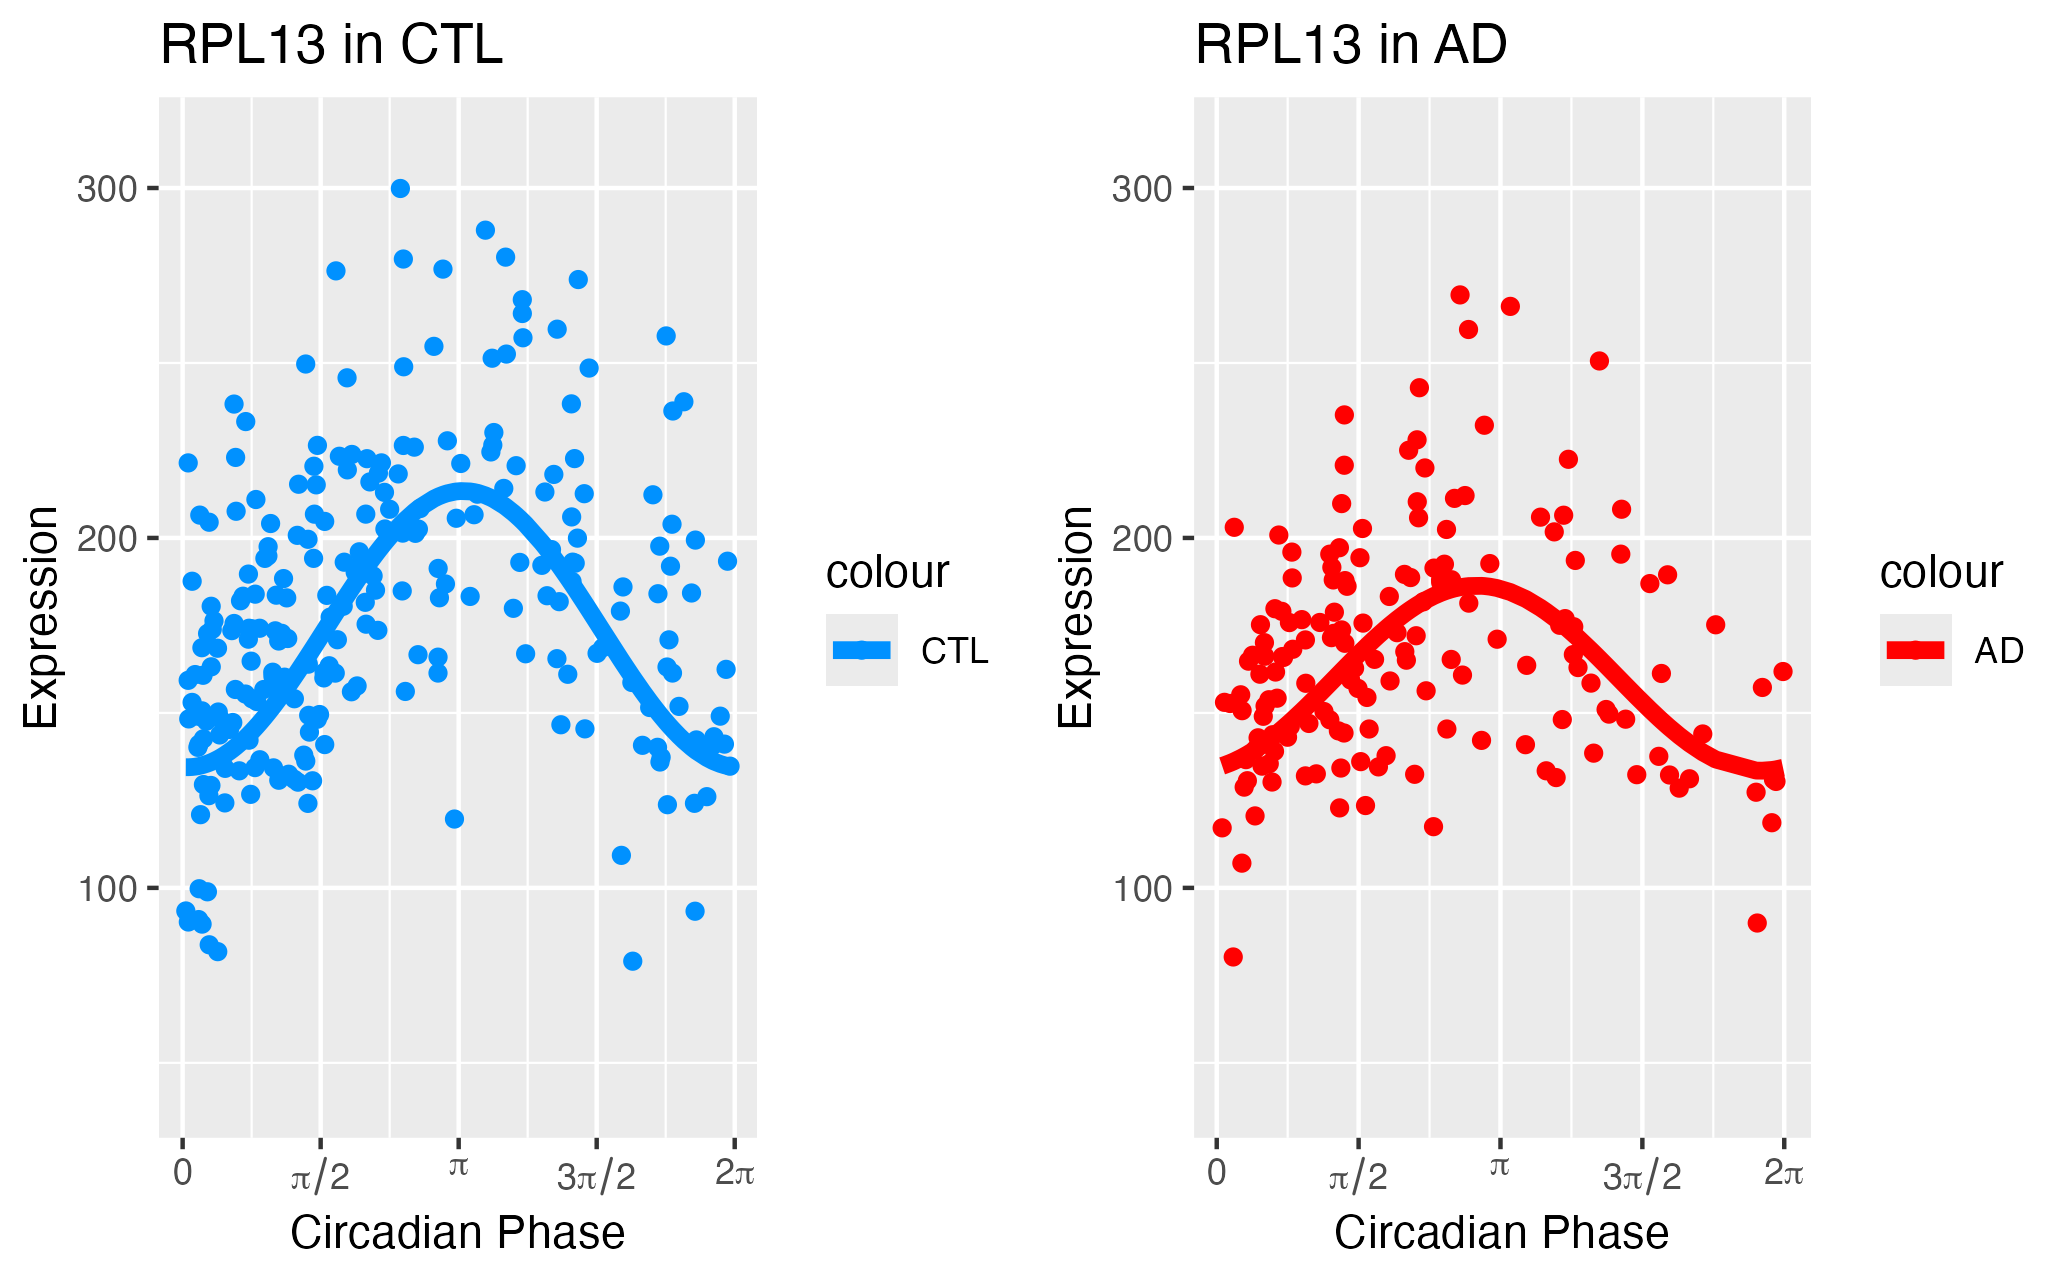 RPL13 in CTL
300
200
100
Expression
0 π/2 π 3π/2 2π
Circadian Phase
colour
CTL
RPL13 in AD
300
200
100
Expression
0 π/2 π 3π/2 2π
Circadian Phase
colour
AD